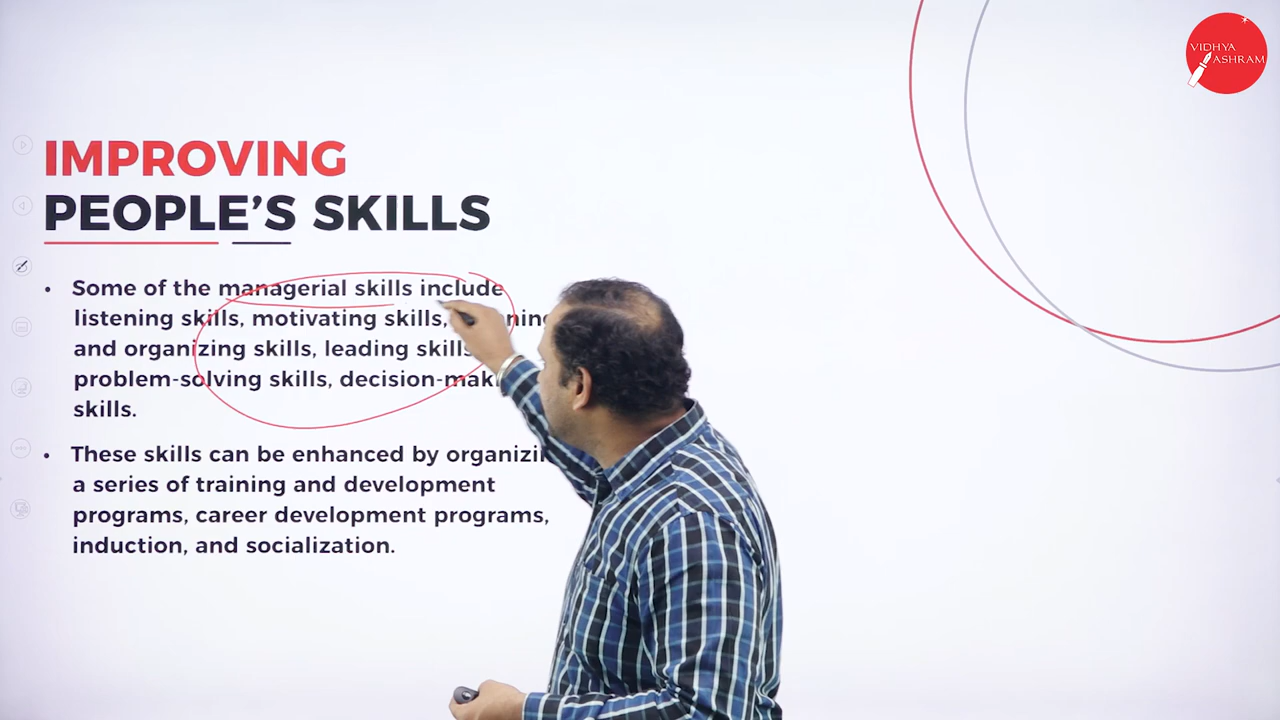 VIDHYA
ASHRAM
IMPROVING
PEOPLE'S SKILLS
• Some of the managerial skills include
listening skills, motivating skills,
and organizing skills, leading skills
problem-solving skills,
skills.
• These skills can be enhanced by
a series of training and development
programs, career development programs,
induction, and socialization.